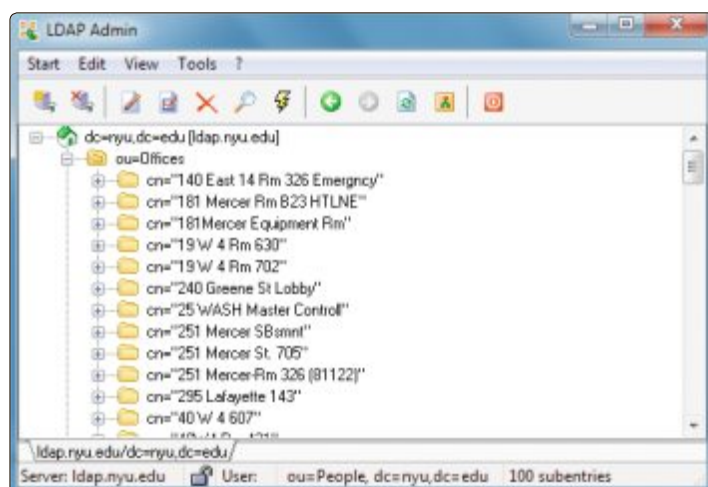 LDAP Admin
Start Edit View Tools ?
dc=nyu,dc=edu [ldap.nyu.edu]
ou=Offices
cn="140 East 14 Rm 326 Emergncy"
cn="181 Mercer Rm B23 HTLNE"
cn="181Mercer Equipment Rm"
cn="19 W 4 Rm 630"
cn="19 W 4 Rm 702"
cn="240 Greene St Lobby"
cn="25 WASH Master Controll"
cn="251 Mercer SBsmnt"
cn="251 Mercer St. 705"
cn="251 Mercer-Rm 326 (81122)"
cn="295 Lafayette 143"
cn="40 W 4 607"
ldap.nyu.edu/dc=nyu,dc=edu/
Server: ldap.nyu.edu User: ou=People, dc=nyu,dc=edu 100 subentries